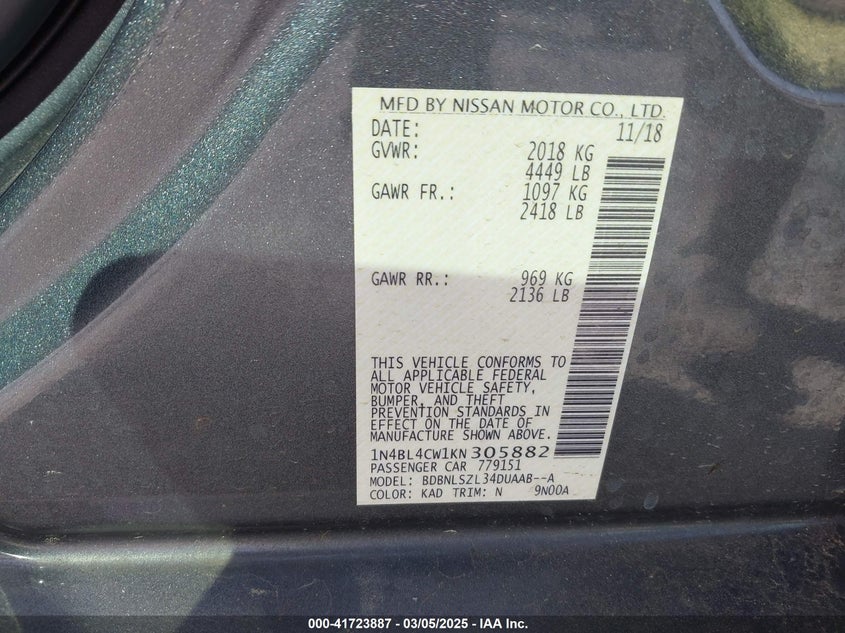 MFD BY NISSAN MOTOR CO., LTD.
DATE: 11/18
GVWR: 2018 KG
4449 LB
GAWR FR.: 1097 KG
2418 LB
GAWR RR.: 969 KG
2136 LB
THIS VEHICLE CONFORMS TO
ALL APPLICABLE FEDERAL
MOTOR VEHICLE SAFETY,
BUMPER, AND THEFT
PREVENTION STANDARDS IN
EFFECT ON THE DATE OF
MANUFACTURE SHOWN ABOVE.
1N4BL4CW1KN305882
PASSENGER CAR 779151
MODEL: BDBNLSZL34DUAAB--A
COLOR: KAD TRIM: N 9N00A
000-41723887 - 03/05/2025 - IAA Inc.